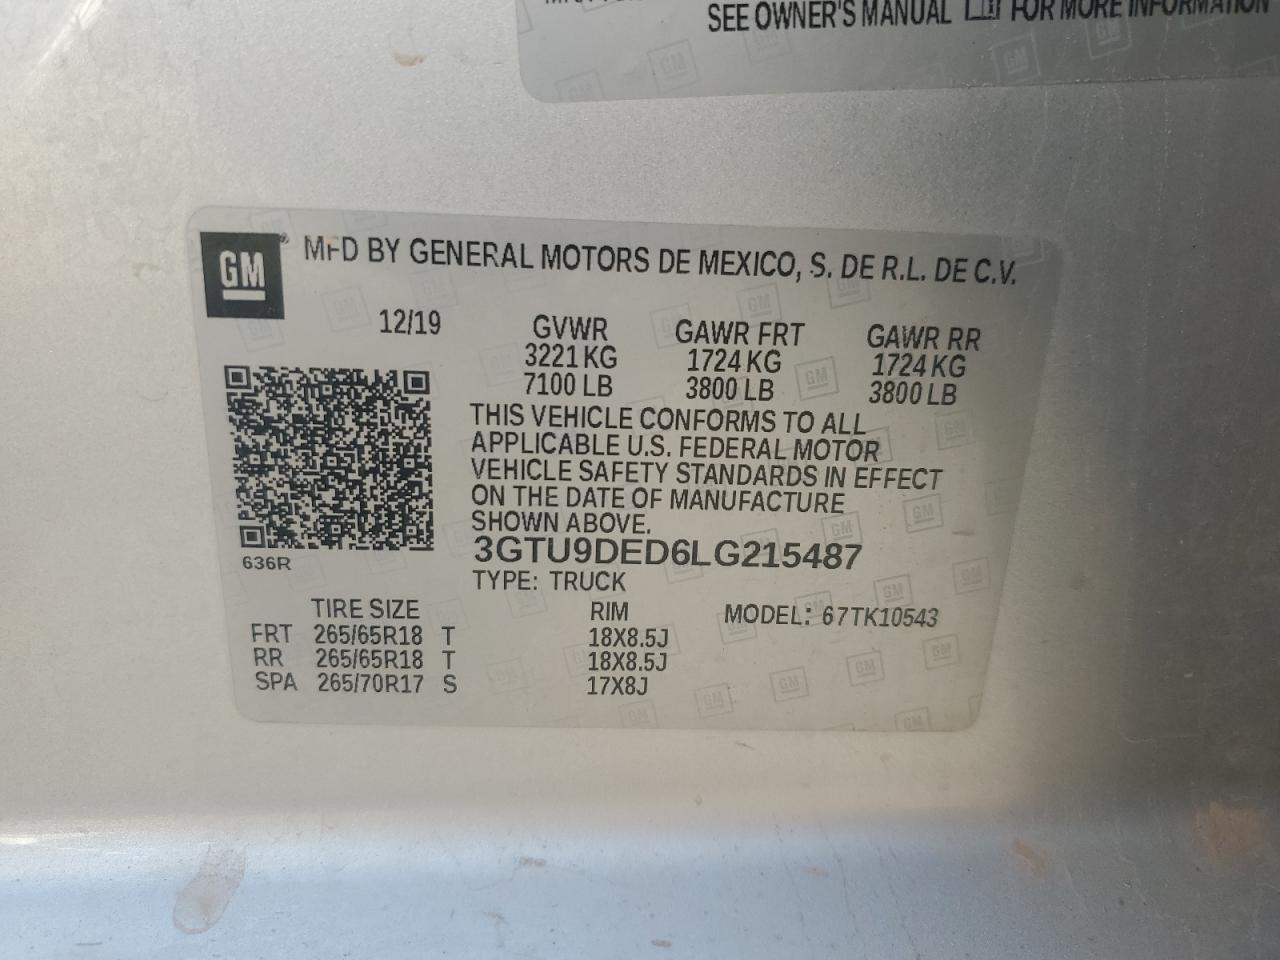 SEE OWNER'S MANUAL FOR MORE INFORMATION
GM® MFD BY GENERAL MOTORS DE MEXICO, S. DE R.L. DE C.V.
12/19 GVWR GAWR FRT GAWR RR
3221 KG 1724 KG 1724 KG
7100 LB 3800 LB 3800 LB
THIS VEHICLE CONFORMS TO ALL
APPLICABLE U.S. FEDERAL MOTOR
VEHICLE SAFETY STANDARDS IN EFFECT
ON THE DATE OF MANUFACTURE
SHOWN ABOVE.
636R
3GTU9DED6LG215487
TYPE: TRUCK
TIRE SIZE RIM MODEL: 67TK10543
FRT 265/65R18 T 18X8.5J
RR 265/65R18 T 18X8.5J
SPA 265/70R17 S 17X8J